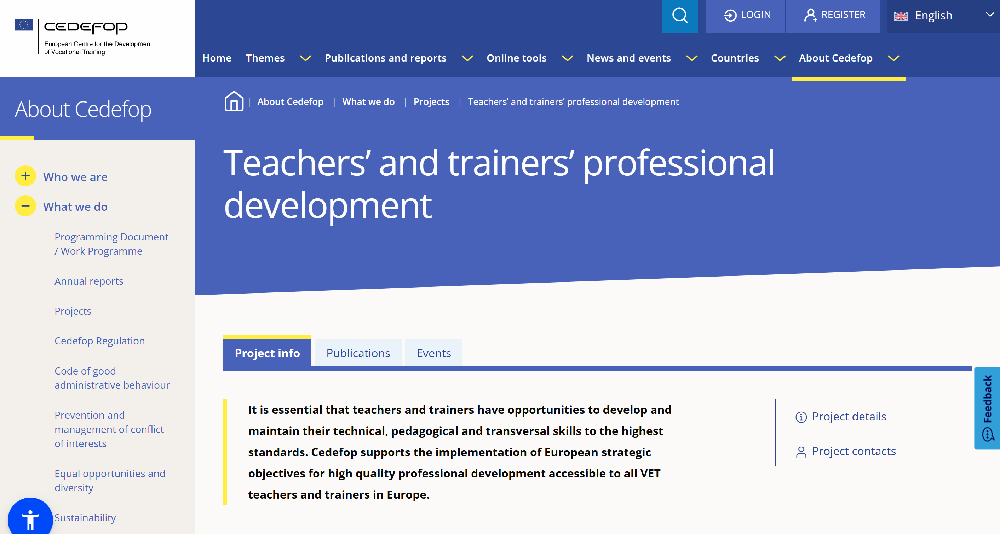 CEDEFOP
European Centre for the Development
of Vocational Training
LOGIN
REGISTER
English
Home
Themes
Publications and reports
Online tools
News and events
Countries
About Cedefop
About Cedefop
| About Cedefop | What we do | Projects | Teachers’ and trainers’ professional development
Teachers’ and trainers’ professional
development
Who we are
What we do
Programming Document
/ Work Programme
Annual reports
Projects
Cedefop Regulation
Code of good
administrative behaviour
Prevention and
management of conflict
of interests
Equal opportunities and
diversity
Sustainability
Project info
Publications
Events
It is essential that teachers and trainers have opportunities to develop and
maintain their technical, pedagogical and transversal skills to the highest
standards. Cedefop supports the implementation of European strategic
objectives for high quality professional development accessible to all VET
teachers and trainers in Europe.
Project details
Project contacts
Feedback